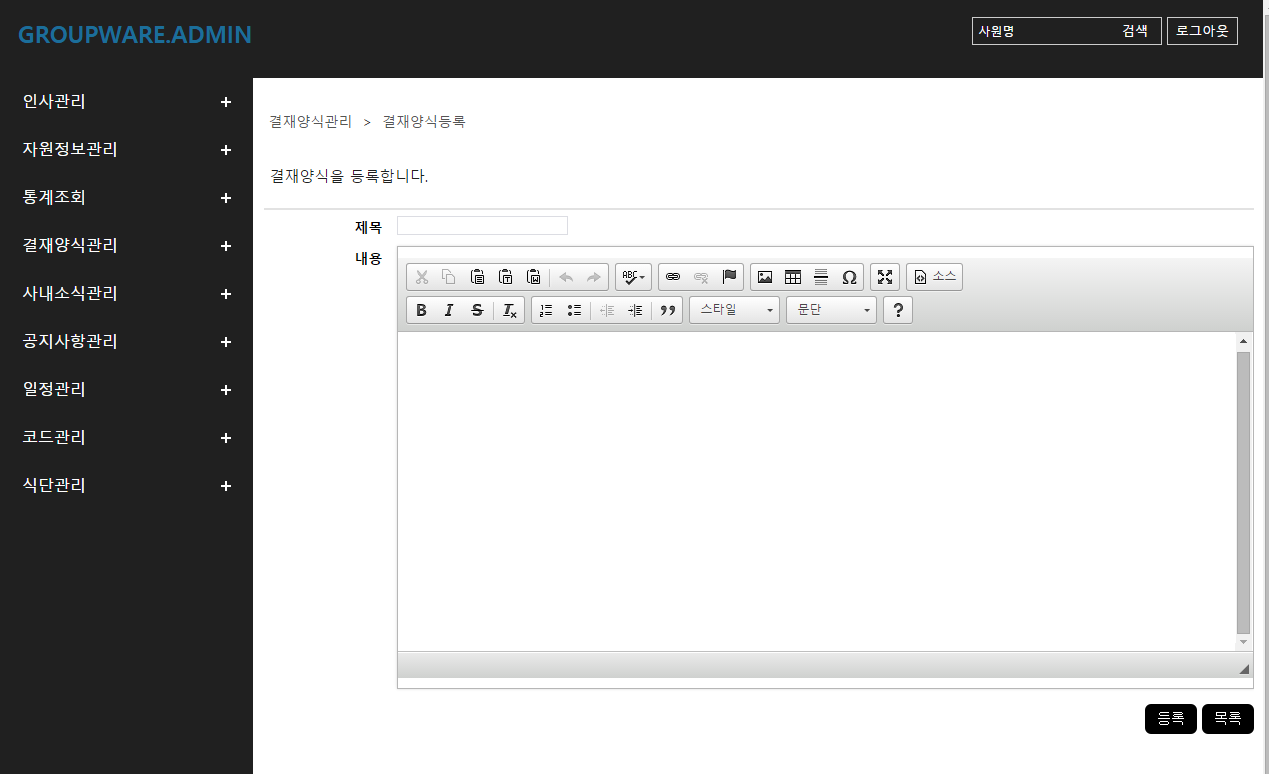 GROUPWARE.ADMIN
사원명 검색 로그아웃
인사관리 +
자원정보관리 +
통계조회 +
결재양식관리 +
사내소식관리 +
공지사항관리 +
일정관리 +
코드관리 +
식단관리 +
결재양식관리 > 결재양식등록
결재양식을 등록합니다.
제목
내용
ABC Ω 소스
B I S Tx 스타일 문단 ?
등록 목록